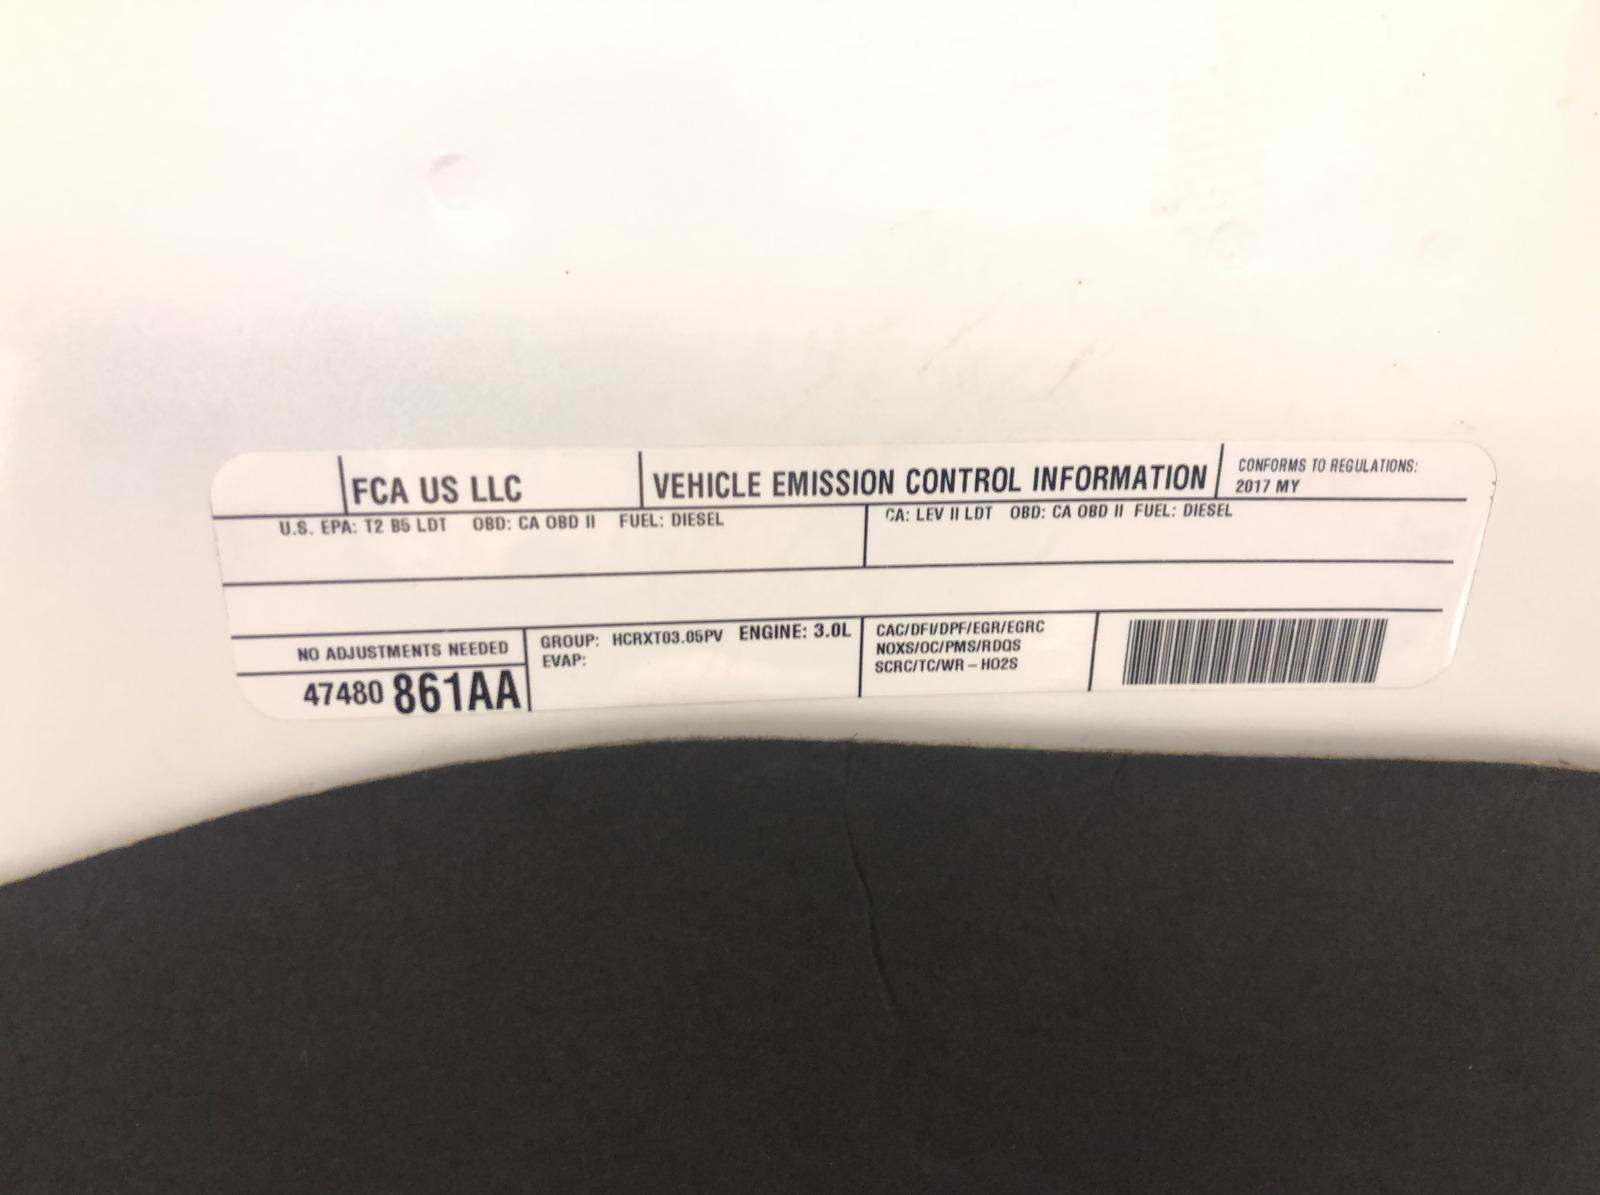 FCA US LLC VEHICLE EMISSION CONTROL INFORMATION
CONFORMS TO REGULATIONS:
2017 MY
U.S. EPA: T2 B5 LDT OBD: CA OBD II FUEL: DIESEL
CA: LEV II LDT OBD: CA OBD II FUEL: DIESEL
NO ADJUSTMENTS NEEDED
47480 861AA
GROUP: HCRXT03.05PV ENGINE: 3.0L
EVAP:
CAC/DFI/DPF/EGR/EGRC
NOXS/OC/PMS/RDQS
SCRC/TC/WR – HO2S